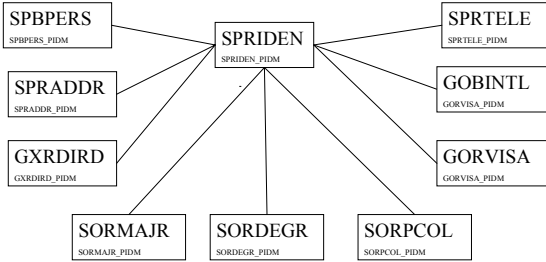 SPBPERS
SPBPERS_PIDM
SPRIDEN
SPRIDEN_PIDM
SPRTELE
SPRTELE_PIDM
SPRADDR
SPRADDR_PIDM
GOBINTL
GORVISA_PIDM
GXRDIRD
GXRDIRD_PIDM
GORVISA
GORVISA_PIDM
SORMAJR
SORMAJR_PIDM
SORDEGR
SORDEGR_PIDM
SORPCOL
SORPCOL_PIDM